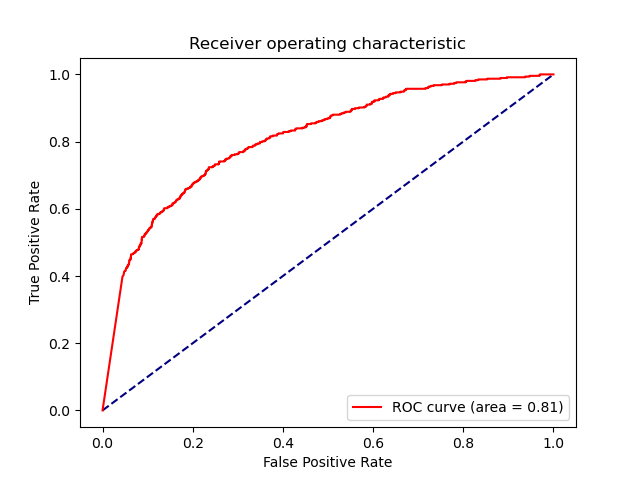 Receiver operating characteristic
True Positive Rate
1.0
0.8
0.6
0.4
0.2
0.0
ROC curve (area = 0.81)
0.0 0.2 0.4 0.6 0.8 1.0
False Positive Rate